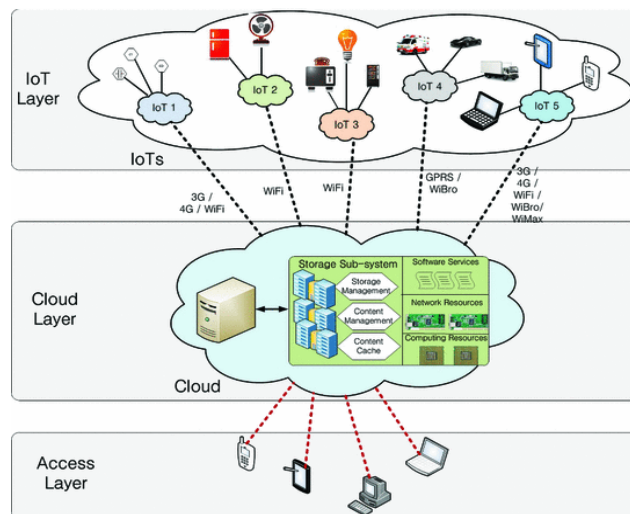 IoT
Layer
IoT 1
IoT 2
IoT 3
IoT 4
IoT 5
IoTs
3G /
4G / WiFi
WiFi
WiFi
GPRS /
WiBro
3G /
4G /
WiFi /
WiBro/
WiMax
Cloud
Layer
Storage Sub-system
Storage
Management
Content
Management
Content
Cache
Software Services
Network Resources
Computing Resources
Cloud
Access
Layer